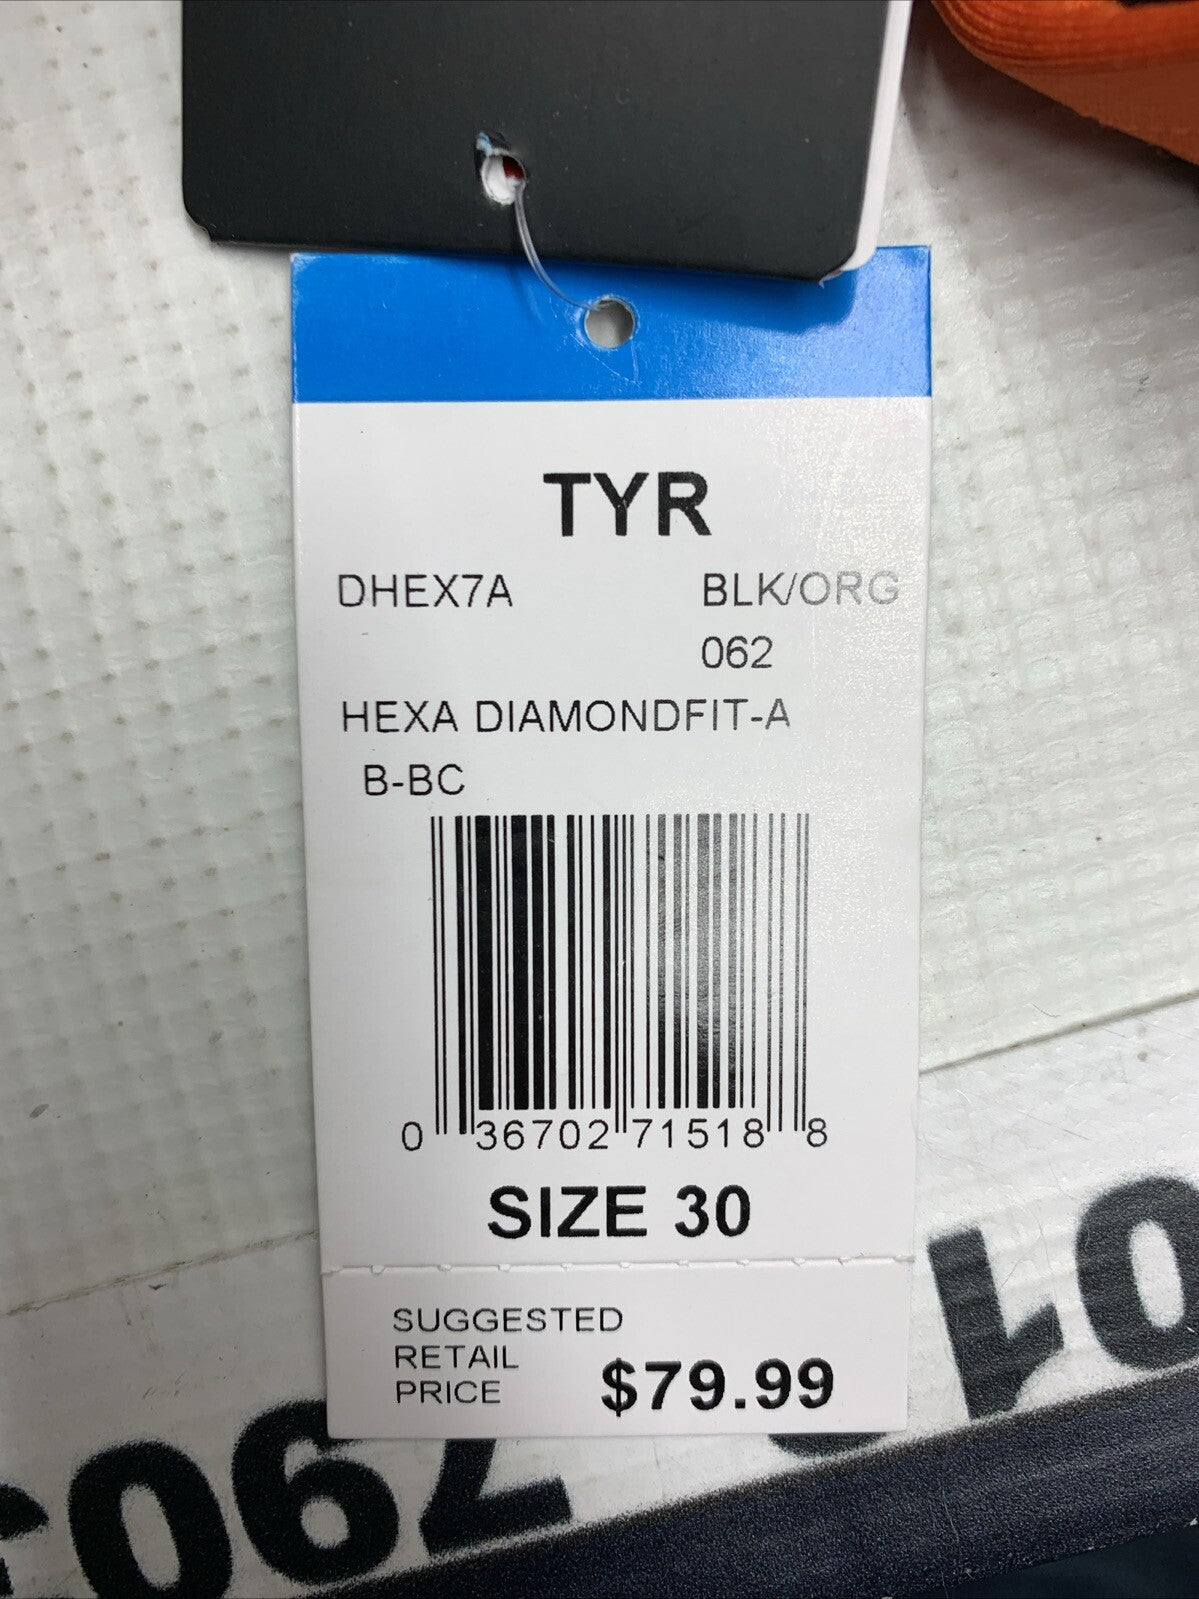 TYR
DHEX7A BLK/ORG
062
HEXA DIAMONDFIT-A
B-BC
0 36702 71518 8
SIZE 30
SUGGESTED
RETAIL
PRICE $79.99